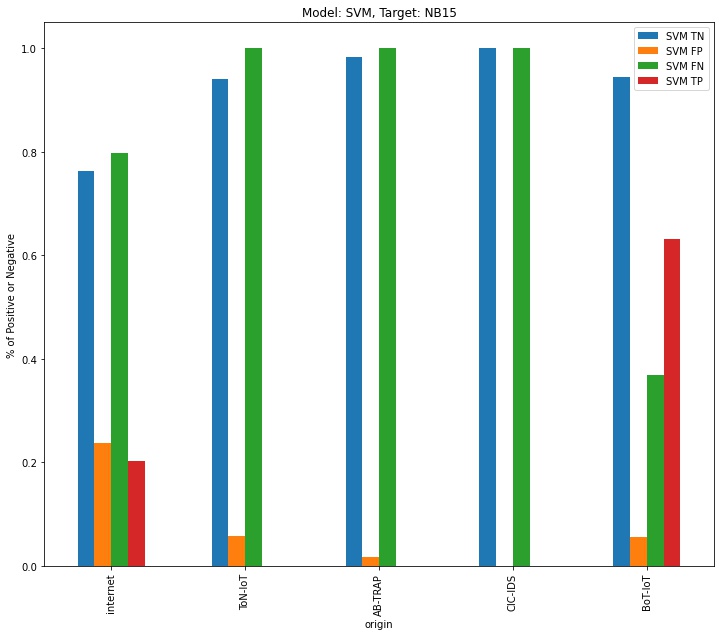 Model: SVM, Target: NB15
SVM TN
SVM FP
SVM FN
SVM TP
% of Positive or Negative
1.0
0.8
0.6
0.4
0.2
0.0
internet
ToN-IoT
AB-TRAP
CIC-IDS
BoT-IoT
origin